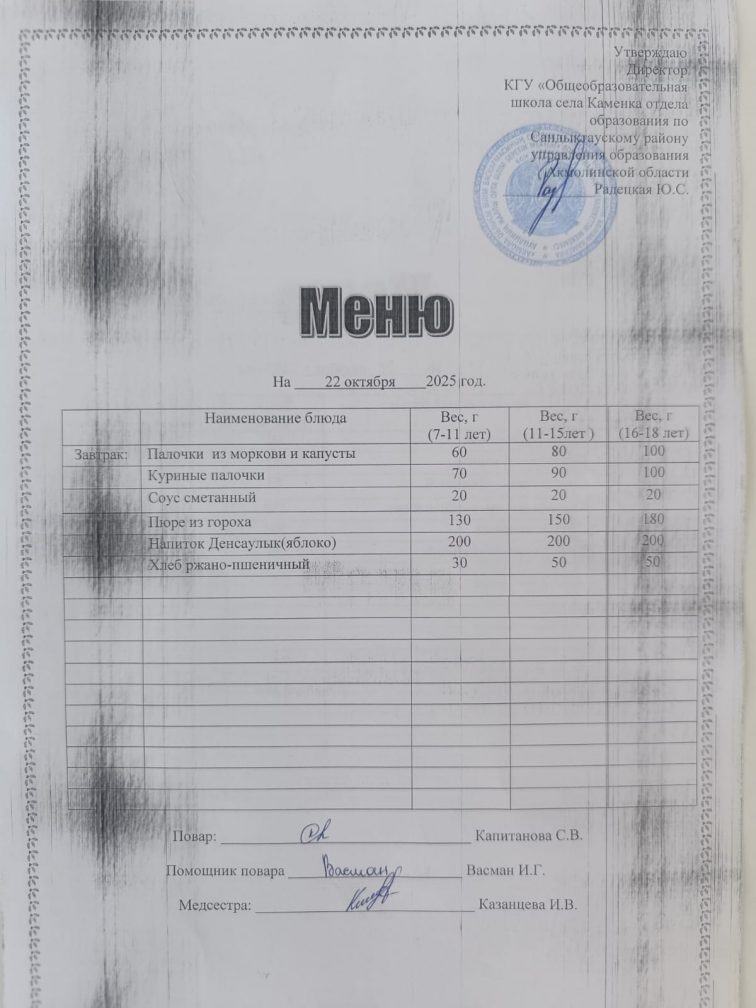 Утверждаю
Директор
КГУ «Общеобразовательная
школа села Каменка отдела
образования по
Сандыктаускому району
управления образования
Акмолинской области
Радецкая Ю.С.
Меню
На ____22 октября____2025 год.
Наименование блюда Вес, г (7-11 лет) Вес, г (11-15лет ) Вес, г (16-18 лет)
Завтрак: Палочки из моркови и капусты 60 80 100
Куриные палочки 70 90 100
Соус сметанный 20 20 20
Пюре из гороха 130 150 180
Напиток Денсаулык(яблоко) 200 200 200
Хлеб ржано-пшеничный 30 50 50
Повар: Капитанова С.В.
Помощник повара Васман Васман И.Г.
Медсестра: Казанцева И.В.